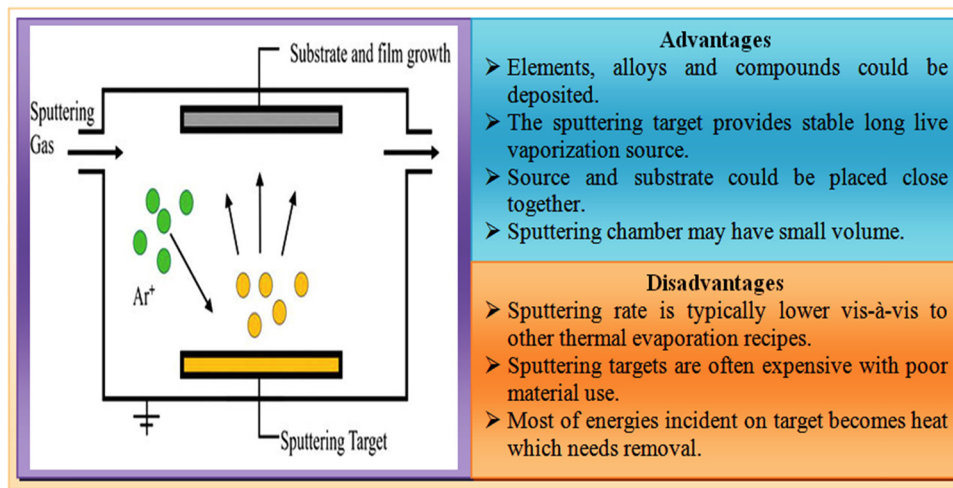 Substrate and film growth
Sputtering
Gas
Ar+
Sputtering Target
Advantages
➢ Elements, alloys and compounds could be
deposited.
➢ The sputtering target provides stable long live
vaporization source.
➢ Source and substrate could be placed close
together.
➢ Sputtering chamber may have small volume.
Disadvantages
➢ Sputtering rate is typically lower vis-à-vis to
other thermal evaporation recipes.
➢ Sputtering targets are often expensive with poor
material use.
➢ Most of energies incident on target becomes heat
which needs removal.